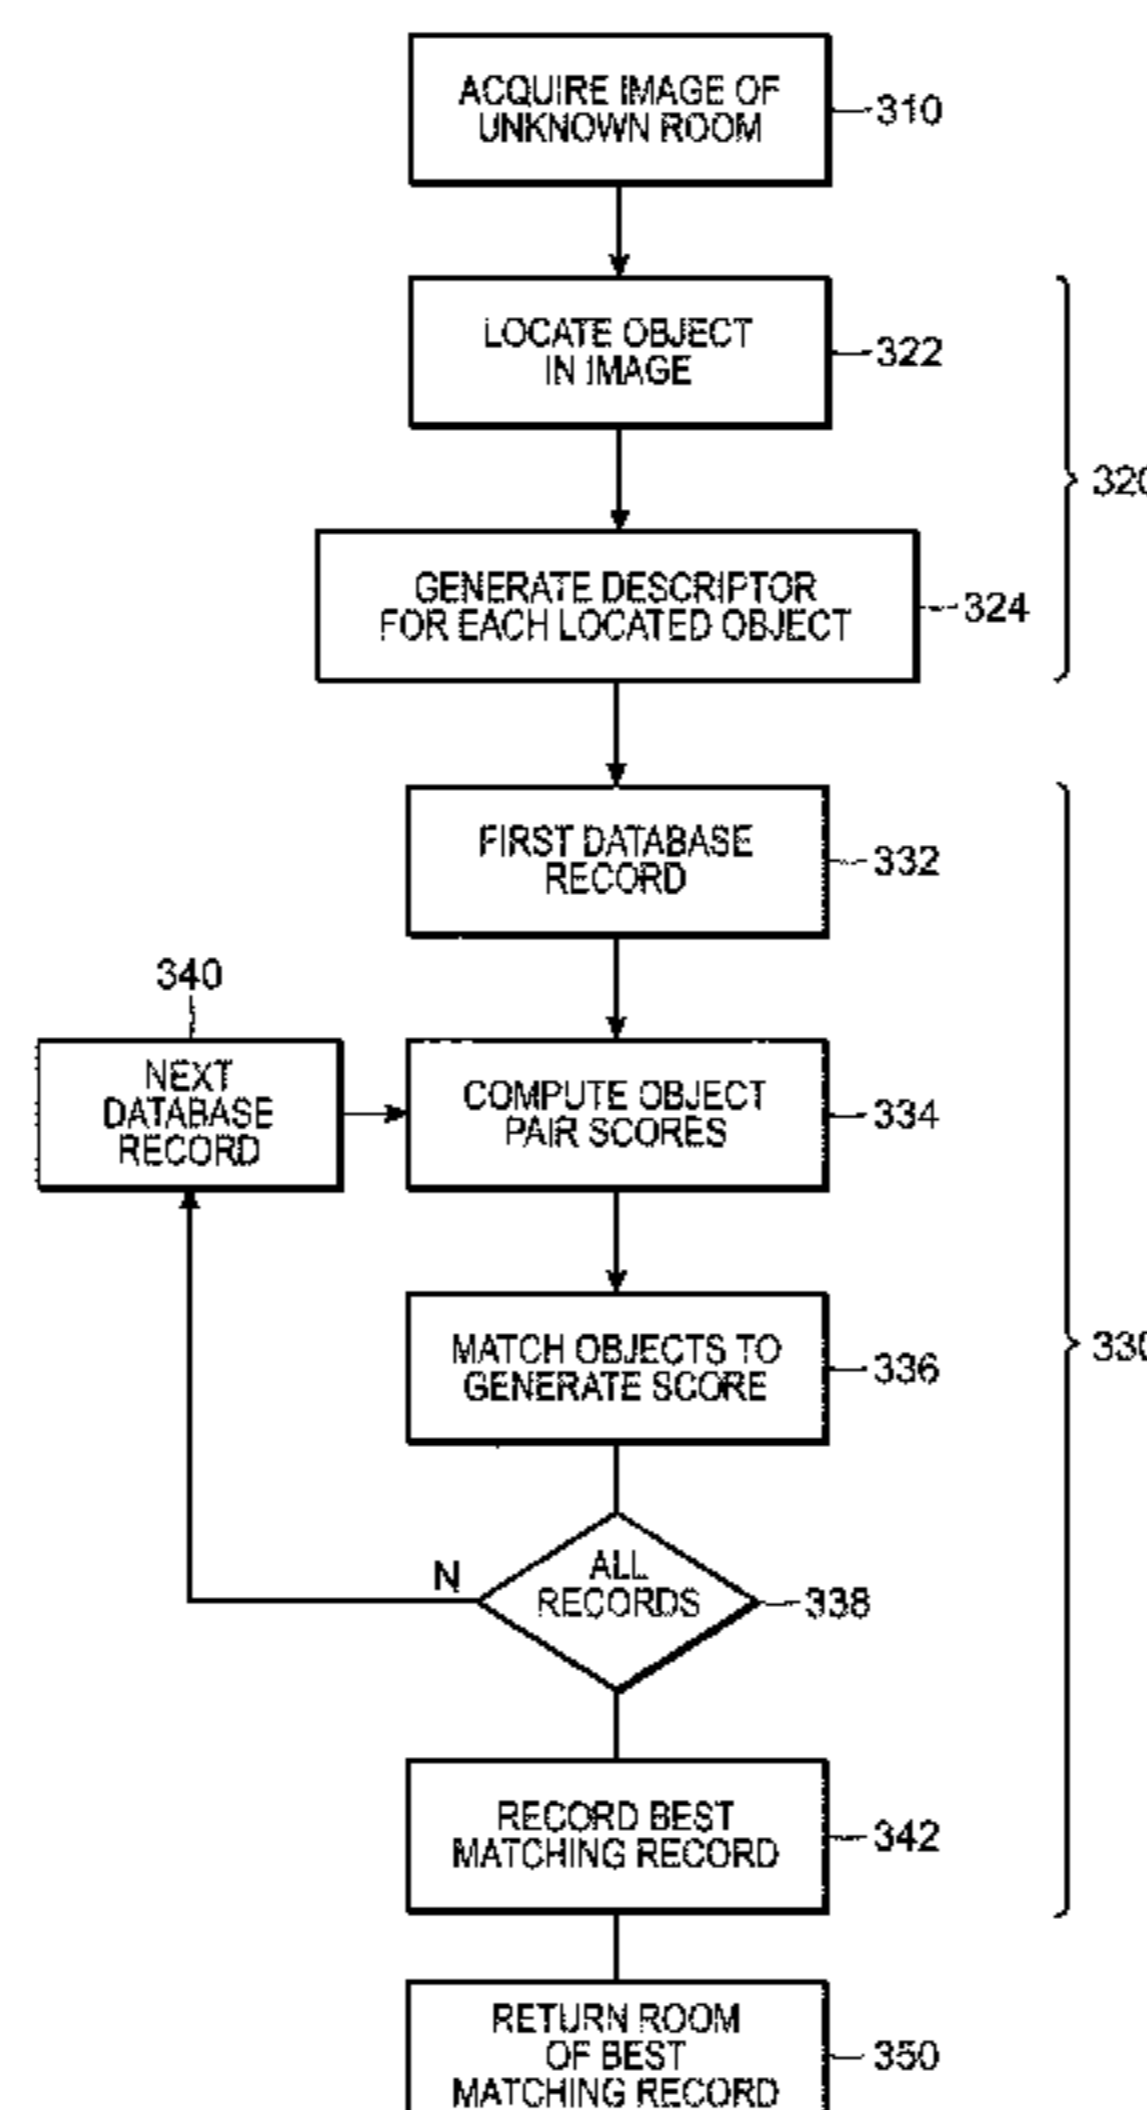 ACQUIRE IMAGE OF
UNKNOWN ROOM
310
LOCATE OBJECT
IN IMAGE
322
320
GENERATE DESCRIPTOR
FOR EACH LOCATED OBJECT
324
FIRST DATABASE
RECORD
332
340
NEXT
DATABASE
RECORD
COMPUTE OBJECT
PAIR SCORES
334
MATCH OBJECTS TO
GENERATE SCORE
336
330
N
ALL
RECORDS
338
RECORD BEST
MATCHING RECORD
342
RETURN ROOM
OF BEST
MATCHING RECORD
350